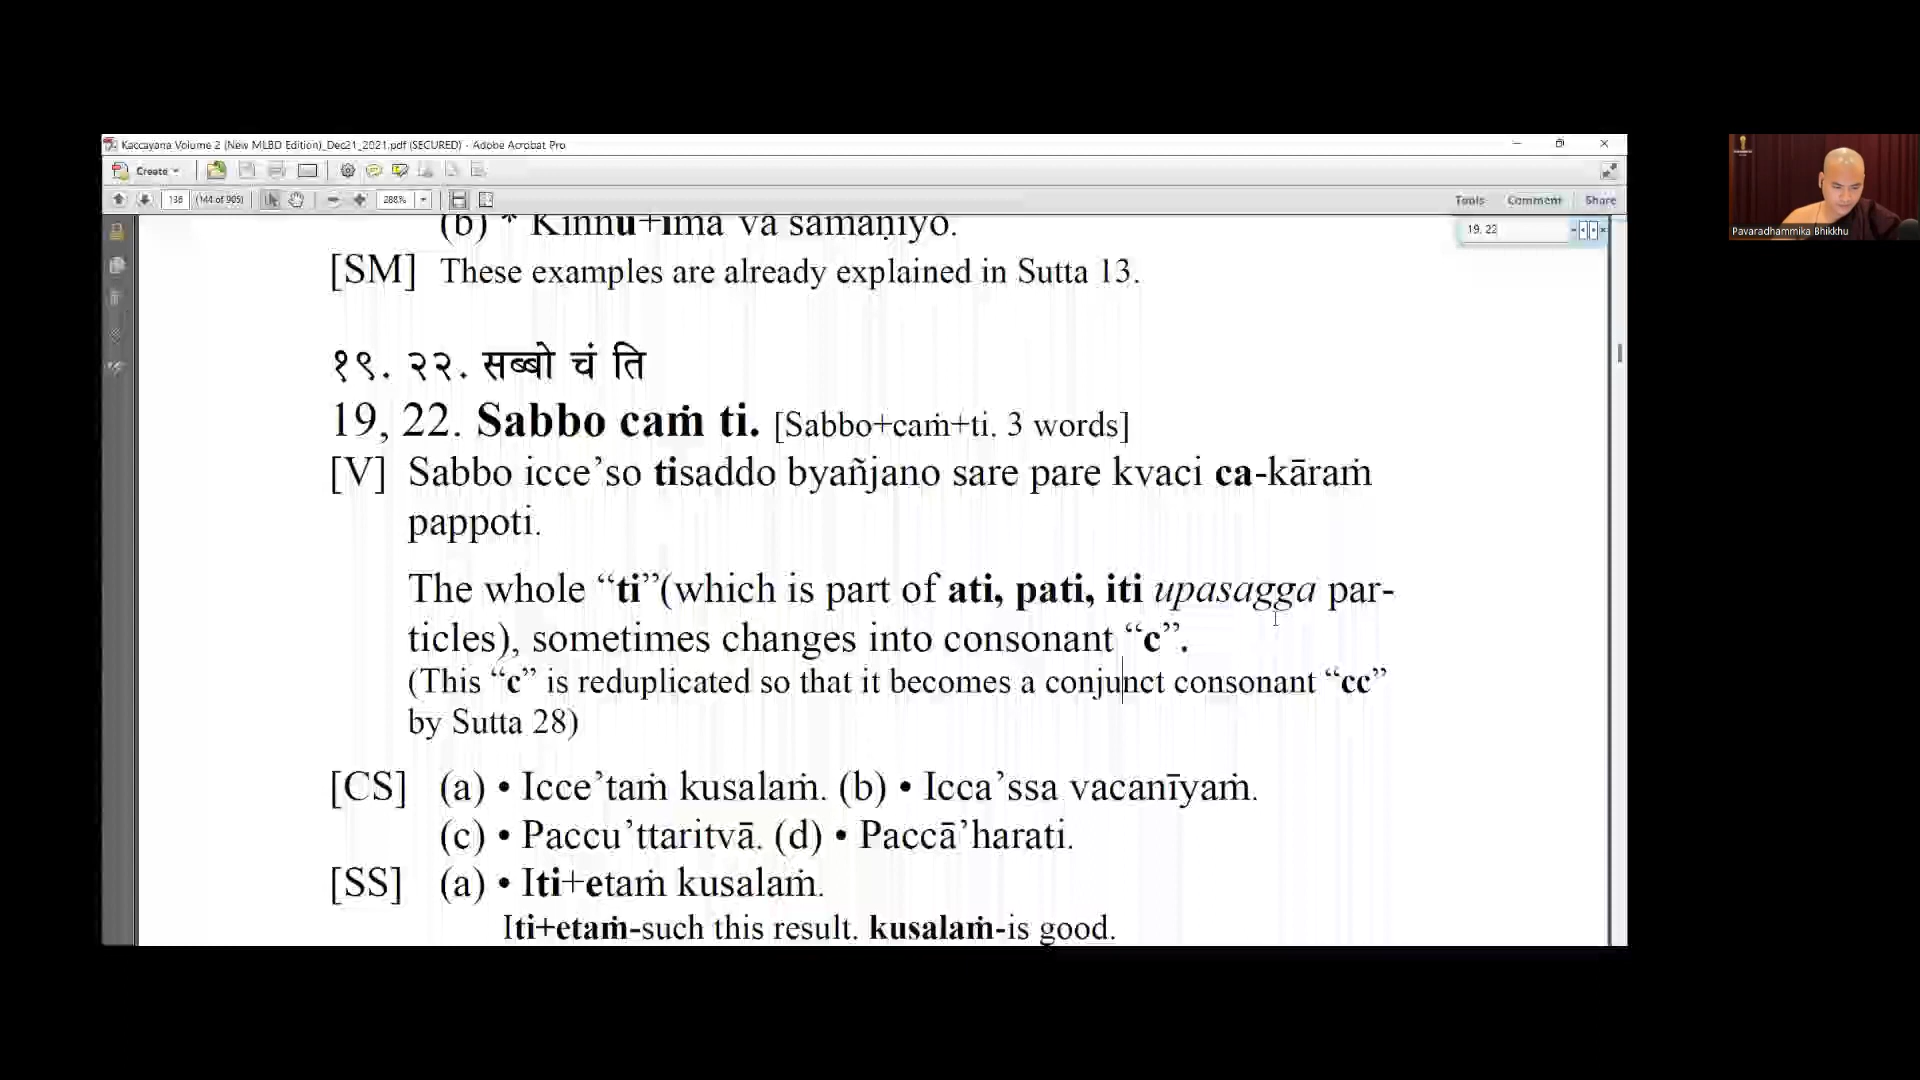 Kaccayana Volume 2 (New MLBD Edition)_Dec21_2021.pdf (SECURED) - Adobe Acrobat Pro
Create
136 (144 of 905) 288%
Tools Comment Share
19. 22
(b) * Kinnu+imā va samaṇiyo.
[SM] These examples are already explained in Sutta 13.
१९. २२. सब्बो चं ति
19, 22. Sabbo caṁ ti. [Sabbo+caṁ+ti. 3 words]
[V] Sabbo icce’so tisaddo byañjano sare pare kvaci ca-kāraṁ
pappoti.
The whole “ti”(which is part of ati, pati, iti upasagga par-
ticles), sometimes changes into consonant “c”.
(This “c” is reduplicated so that it becomes a conjunct consonant “cc”
by Sutta 28)
[CS] (a) • Icce’taṁ kusalaṁ. (b) • Icca’ssa vacanīyaṁ.
(c) • Paccu’ttaritvā. (d) • Paccā’harati.
[SS] (a) • Iti+etaṁ kusalaṁ.
Iti+etaṁ-such this result. kusalaṁ-is good.
Pavaradhammika Bhikkhu